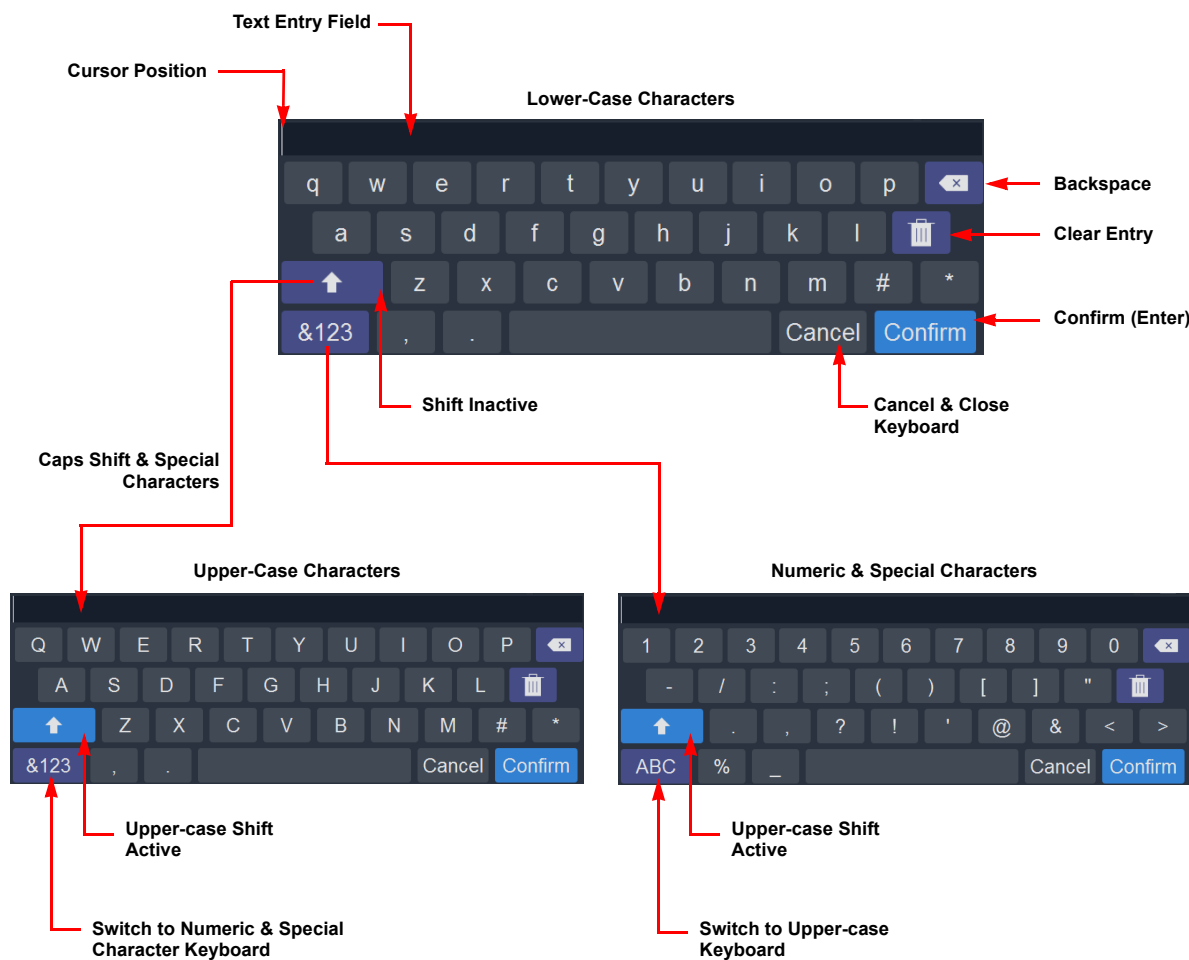 Text Entry Field
Cursor Position
Lower-Case Characters
q w e r t y u i o p
Backspace
a s d f g h j k l
Clear Entry
z x c v b n m # *
&123 , . Cancel Confirm
Confirm (Enter)
Shift Inactive
Cancel & Close
Keyboard
Caps Shift & Special
Characters
Upper-Case Characters
Q W E R T Y U I O P
A S D F G H J K L
Z X C V B N M # *
&123 , . Cancel Confirm
Upper-case Shift
Active
Switch to Numeric & Special
Character Keyboard
Numeric & Special Characters
1 2 3 4 5 6 7 8 9 0
- / : ; ( ) [ ] "
. , ? ! ' @ & < >
ABC % _ Cancel Confirm
Upper-case Shift
Active
Switch to Upper-case
Keyboard